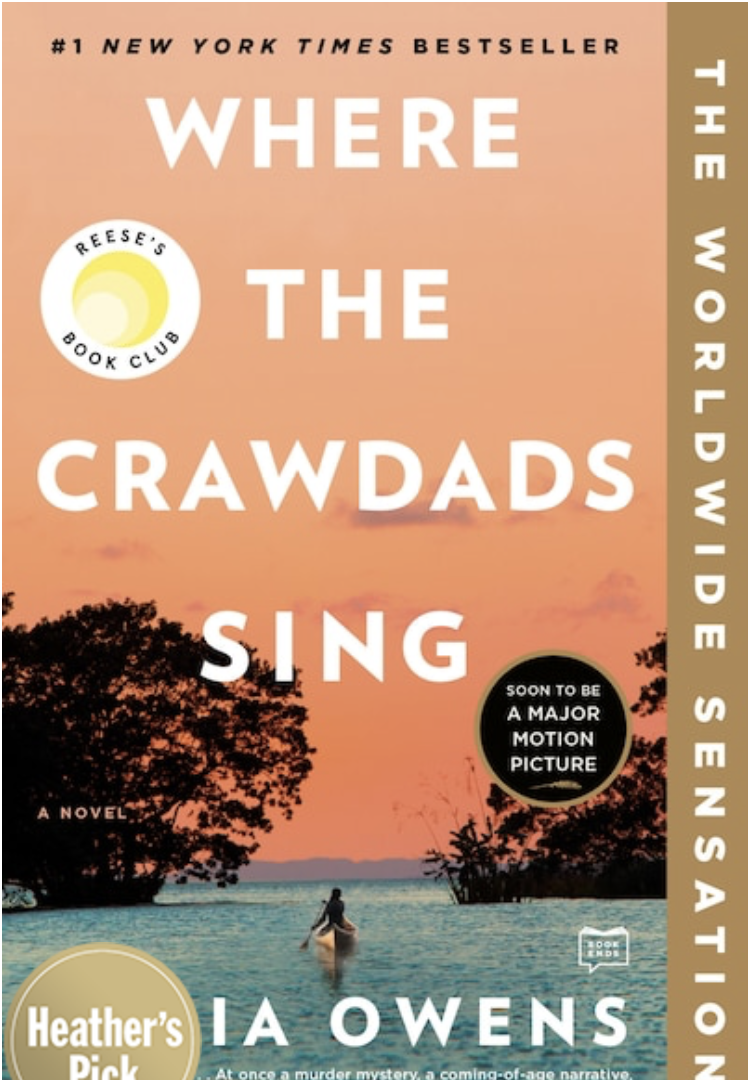 #1 NEW YORK TIMES BESTSELLER
WHERE
THE
CRAWDADS
SING
REESE'S
BOOK CLUB
SOON TO BE
A MAJOR
MOTION
PICTURE
A NOVEL
BOOK
ENDS
IA OWENS
Heather's
Pick
. . At once a murder mystery, a coming-of-age narrative,
THE WORLDWIDE SENSATION